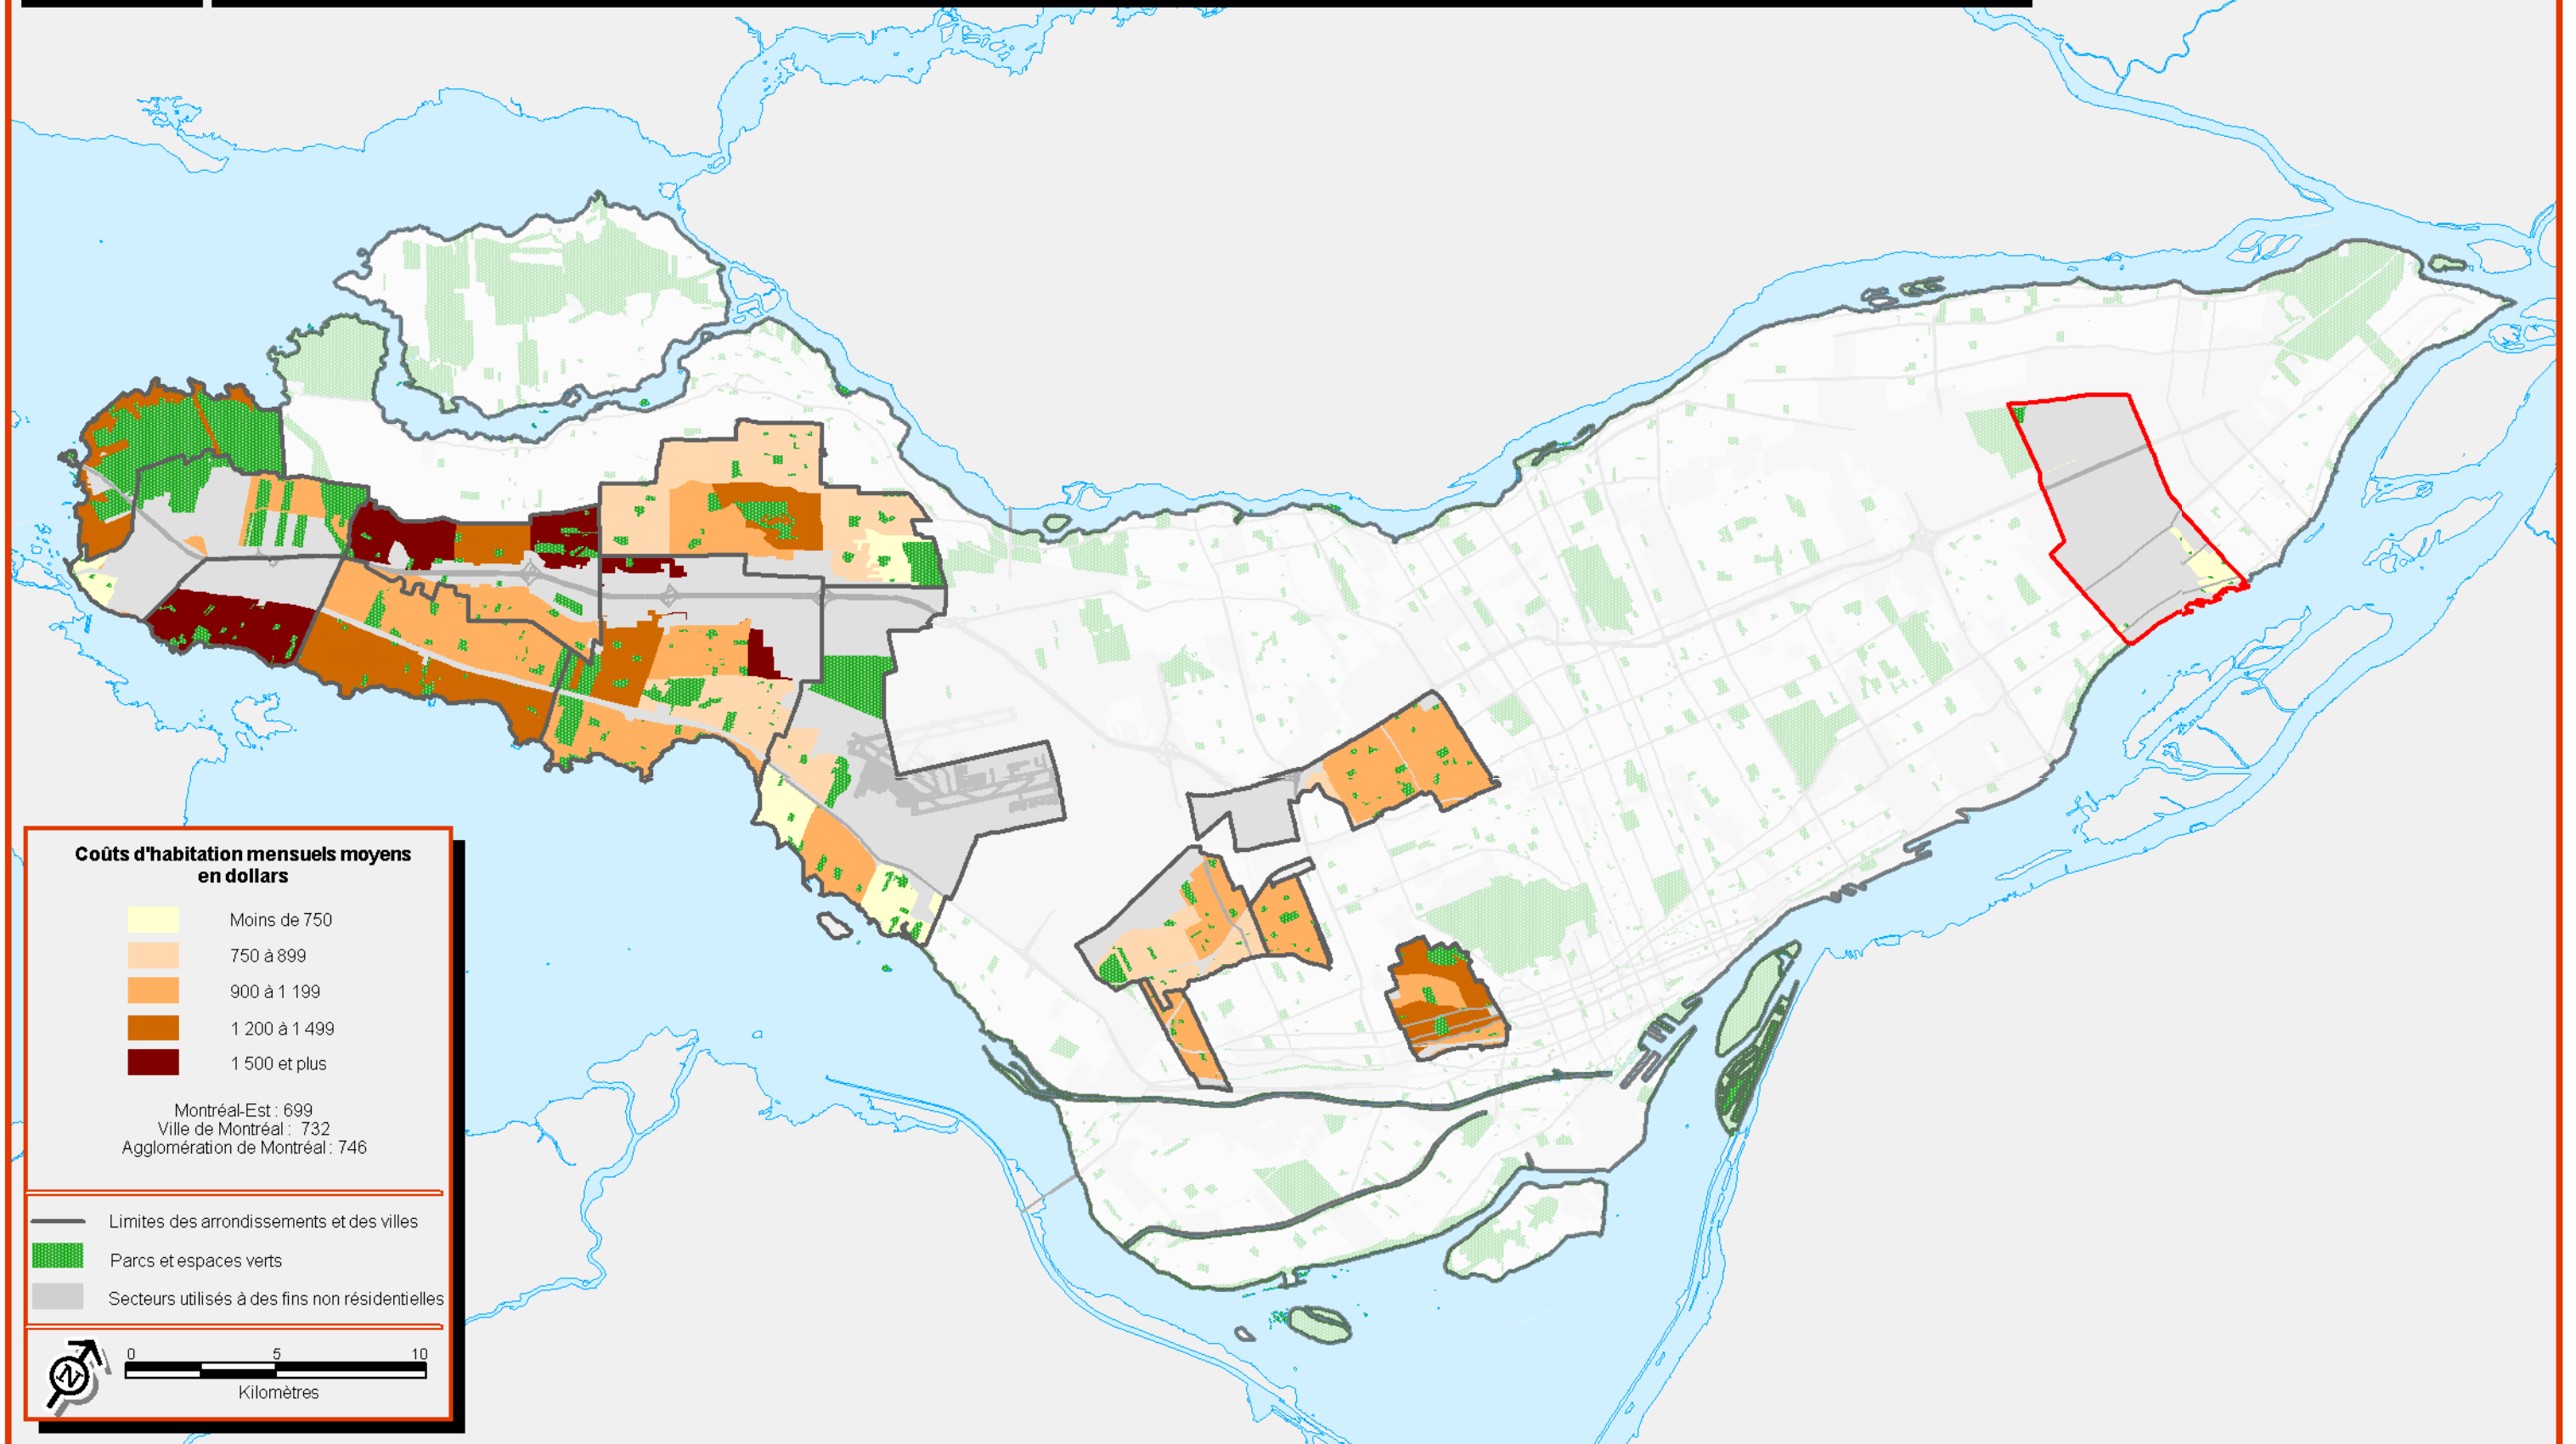 Coûts d'habitation mensuels moyens
en dollars
Moins de 750
750 à 899
900 à 1 199
1 200 à 1 499
1 500 et plus
Montréal-Est : 699
Ville de Montréal : 732
Agglomération de Montréal : 746
Limites des arrondissements et des villes
Parcs et espaces verts
Secteurs utilisés à des fins non résidentielles
N
0 5 10
Kilomètres